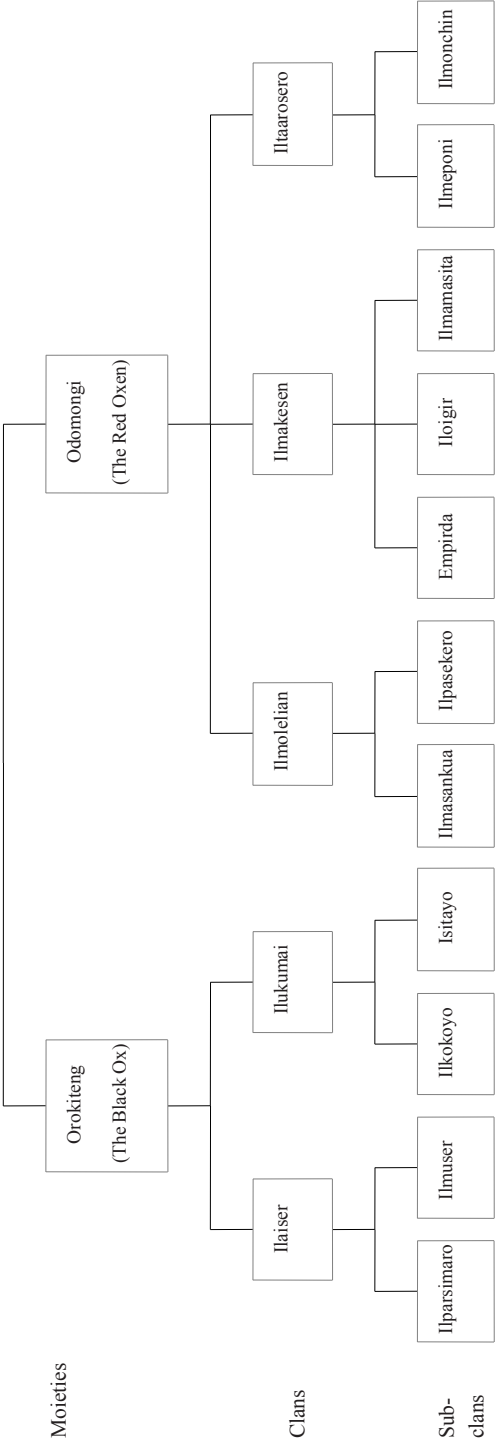 Moieties
Orokiteng
(The Black Ox)
Odomongi
(The Red Oxen)
Clans
Ilaiser
Ilukumai
Ilmolelian
Ilmakesen
Iltaarosero
Sub-
clans
Ilparsimaro
Ilmuser
Ilkokoyo
Isitayo
Ilmasankua
Ilpasekero
Empirda
Iloigir
Ilmamasita
Ilmeponi
Ilmonchin